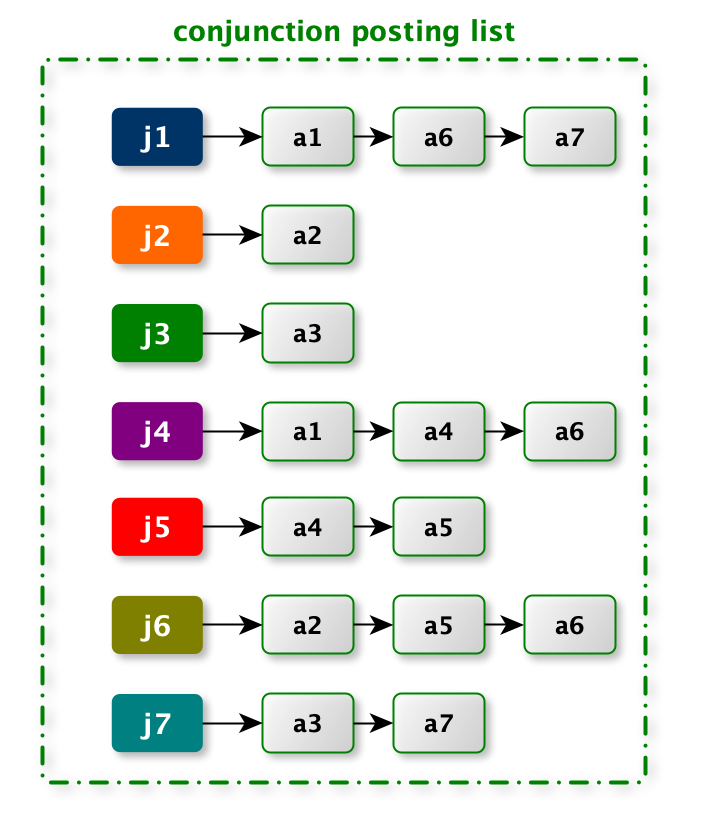 conjunction posting list
j1 a1 a6 a7
j2 a2
j3 a3
j4 a1 a4 a6
j5 a4 a5
j6 a2 a5 a6
j7 a3 a7